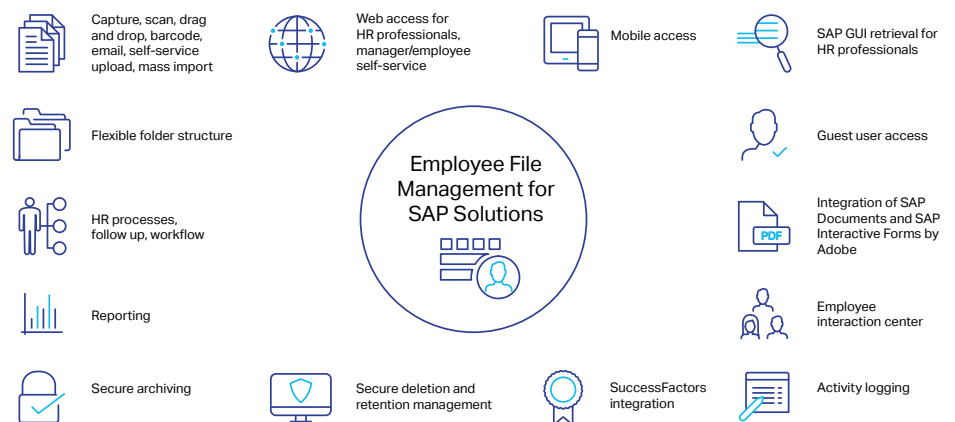 Capture, scan, drag
and drop, barcode,
email, self-service
upload, mass import
Web access for
HR professionals,
manager/employee
self-service
Mobile access
SAP GUI retrieval for
HR professionals
Flexible folder structure
Employee File
Management for
SAP Solutions
Guest user access
HR processes,
follow up, workflow
Integration of SAP
Documents and SAP
Interactive Forms by
Adobe
PDF
Reporting
Employee
interaction center
Secure archiving
Secure deletion and
retention management
SuccessFactors
integration
Activity logging